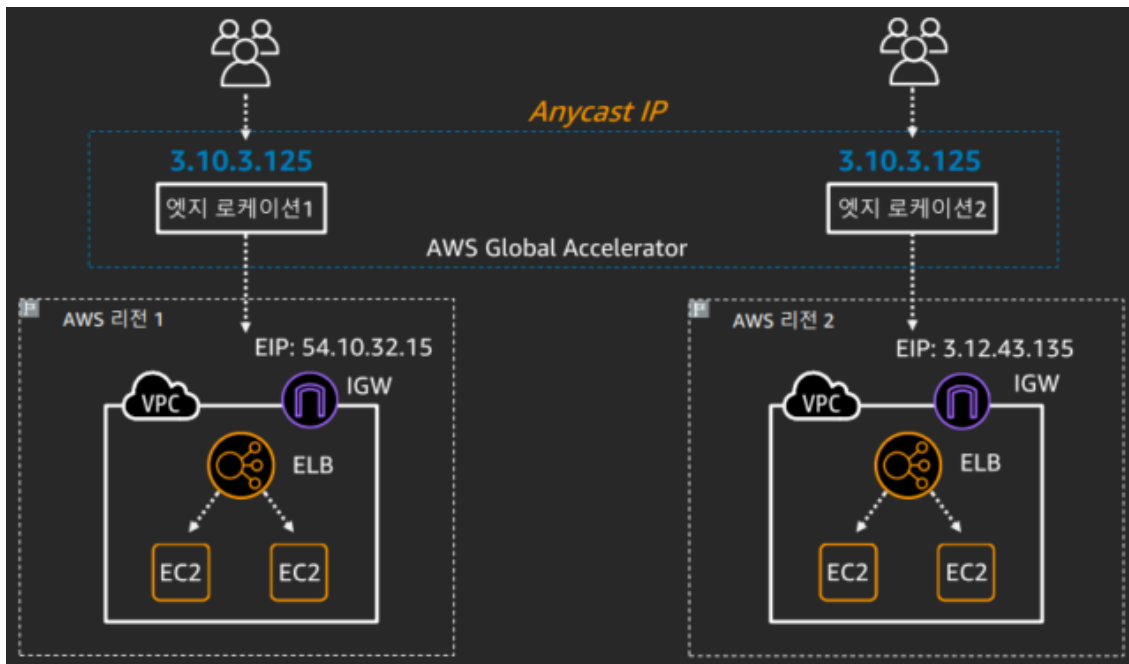 Anycast IP
3.10.3.125
3.10.3.125
엣지 로케이션1
엣지 로케이션2
AWS Global Accelerator
AWS 리전 1
AWS 리전 2
EIP: 54.10.32.15
EIP: 3.12.43.135
IGW
IGW
VPC
VPC
ELB
ELB
EC2
EC2
EC2
EC2